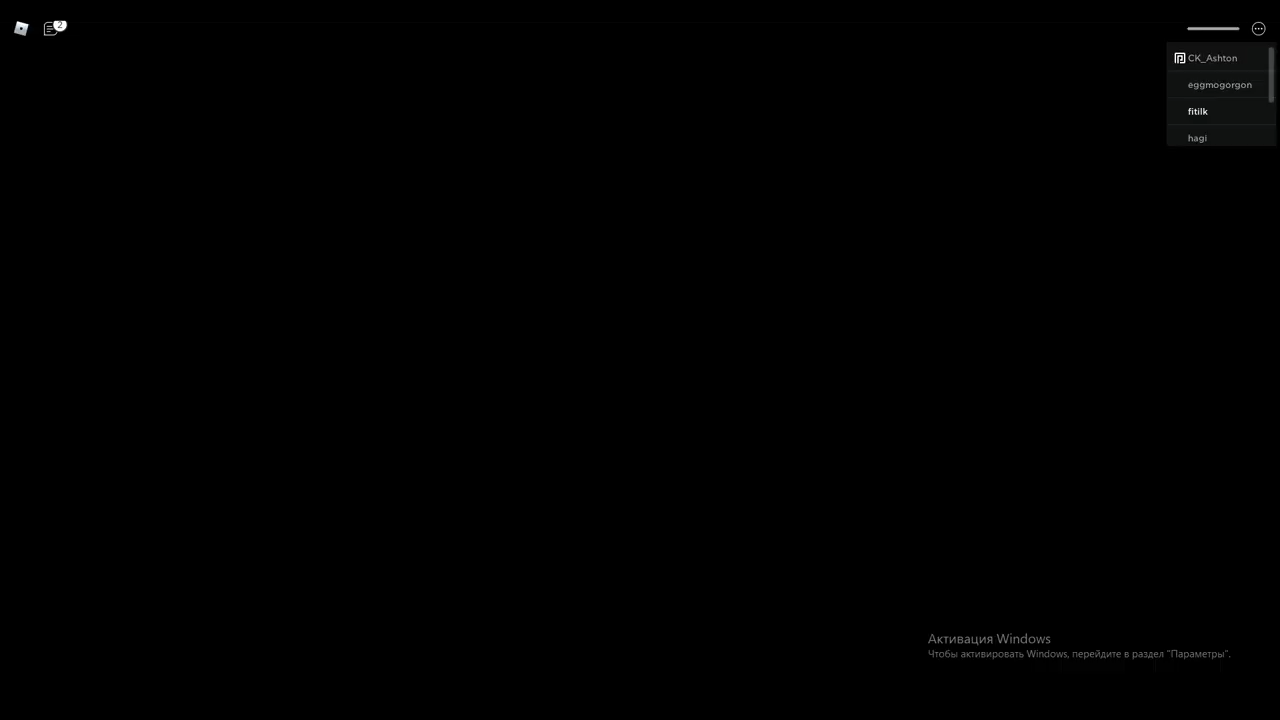 2
CK_Ashton
eggmogorgon
fitilk
hagi
Активация Windows
Чтобы активировать Windows, перейдите в раздел "Параметры".